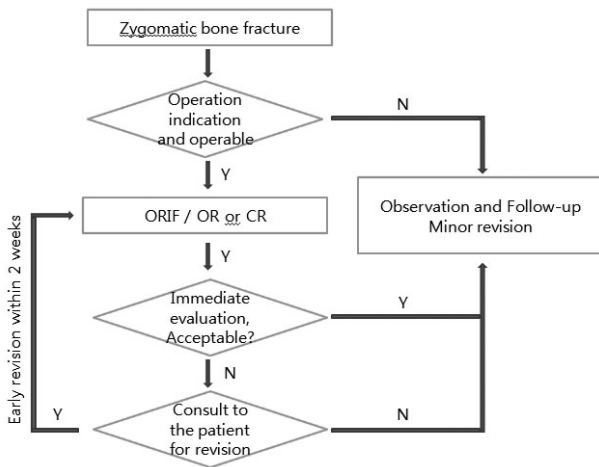 Zygomatic bone fracture
Operation
indication
and operable
N
Y
ORIF / OR or CR
Observation and Follow-up
Minor revision
Y
Immediate
evaluation,
Acceptable?
Y
N
Early revision within 2 weeks
Y
Consult to
the patient
for revision
N